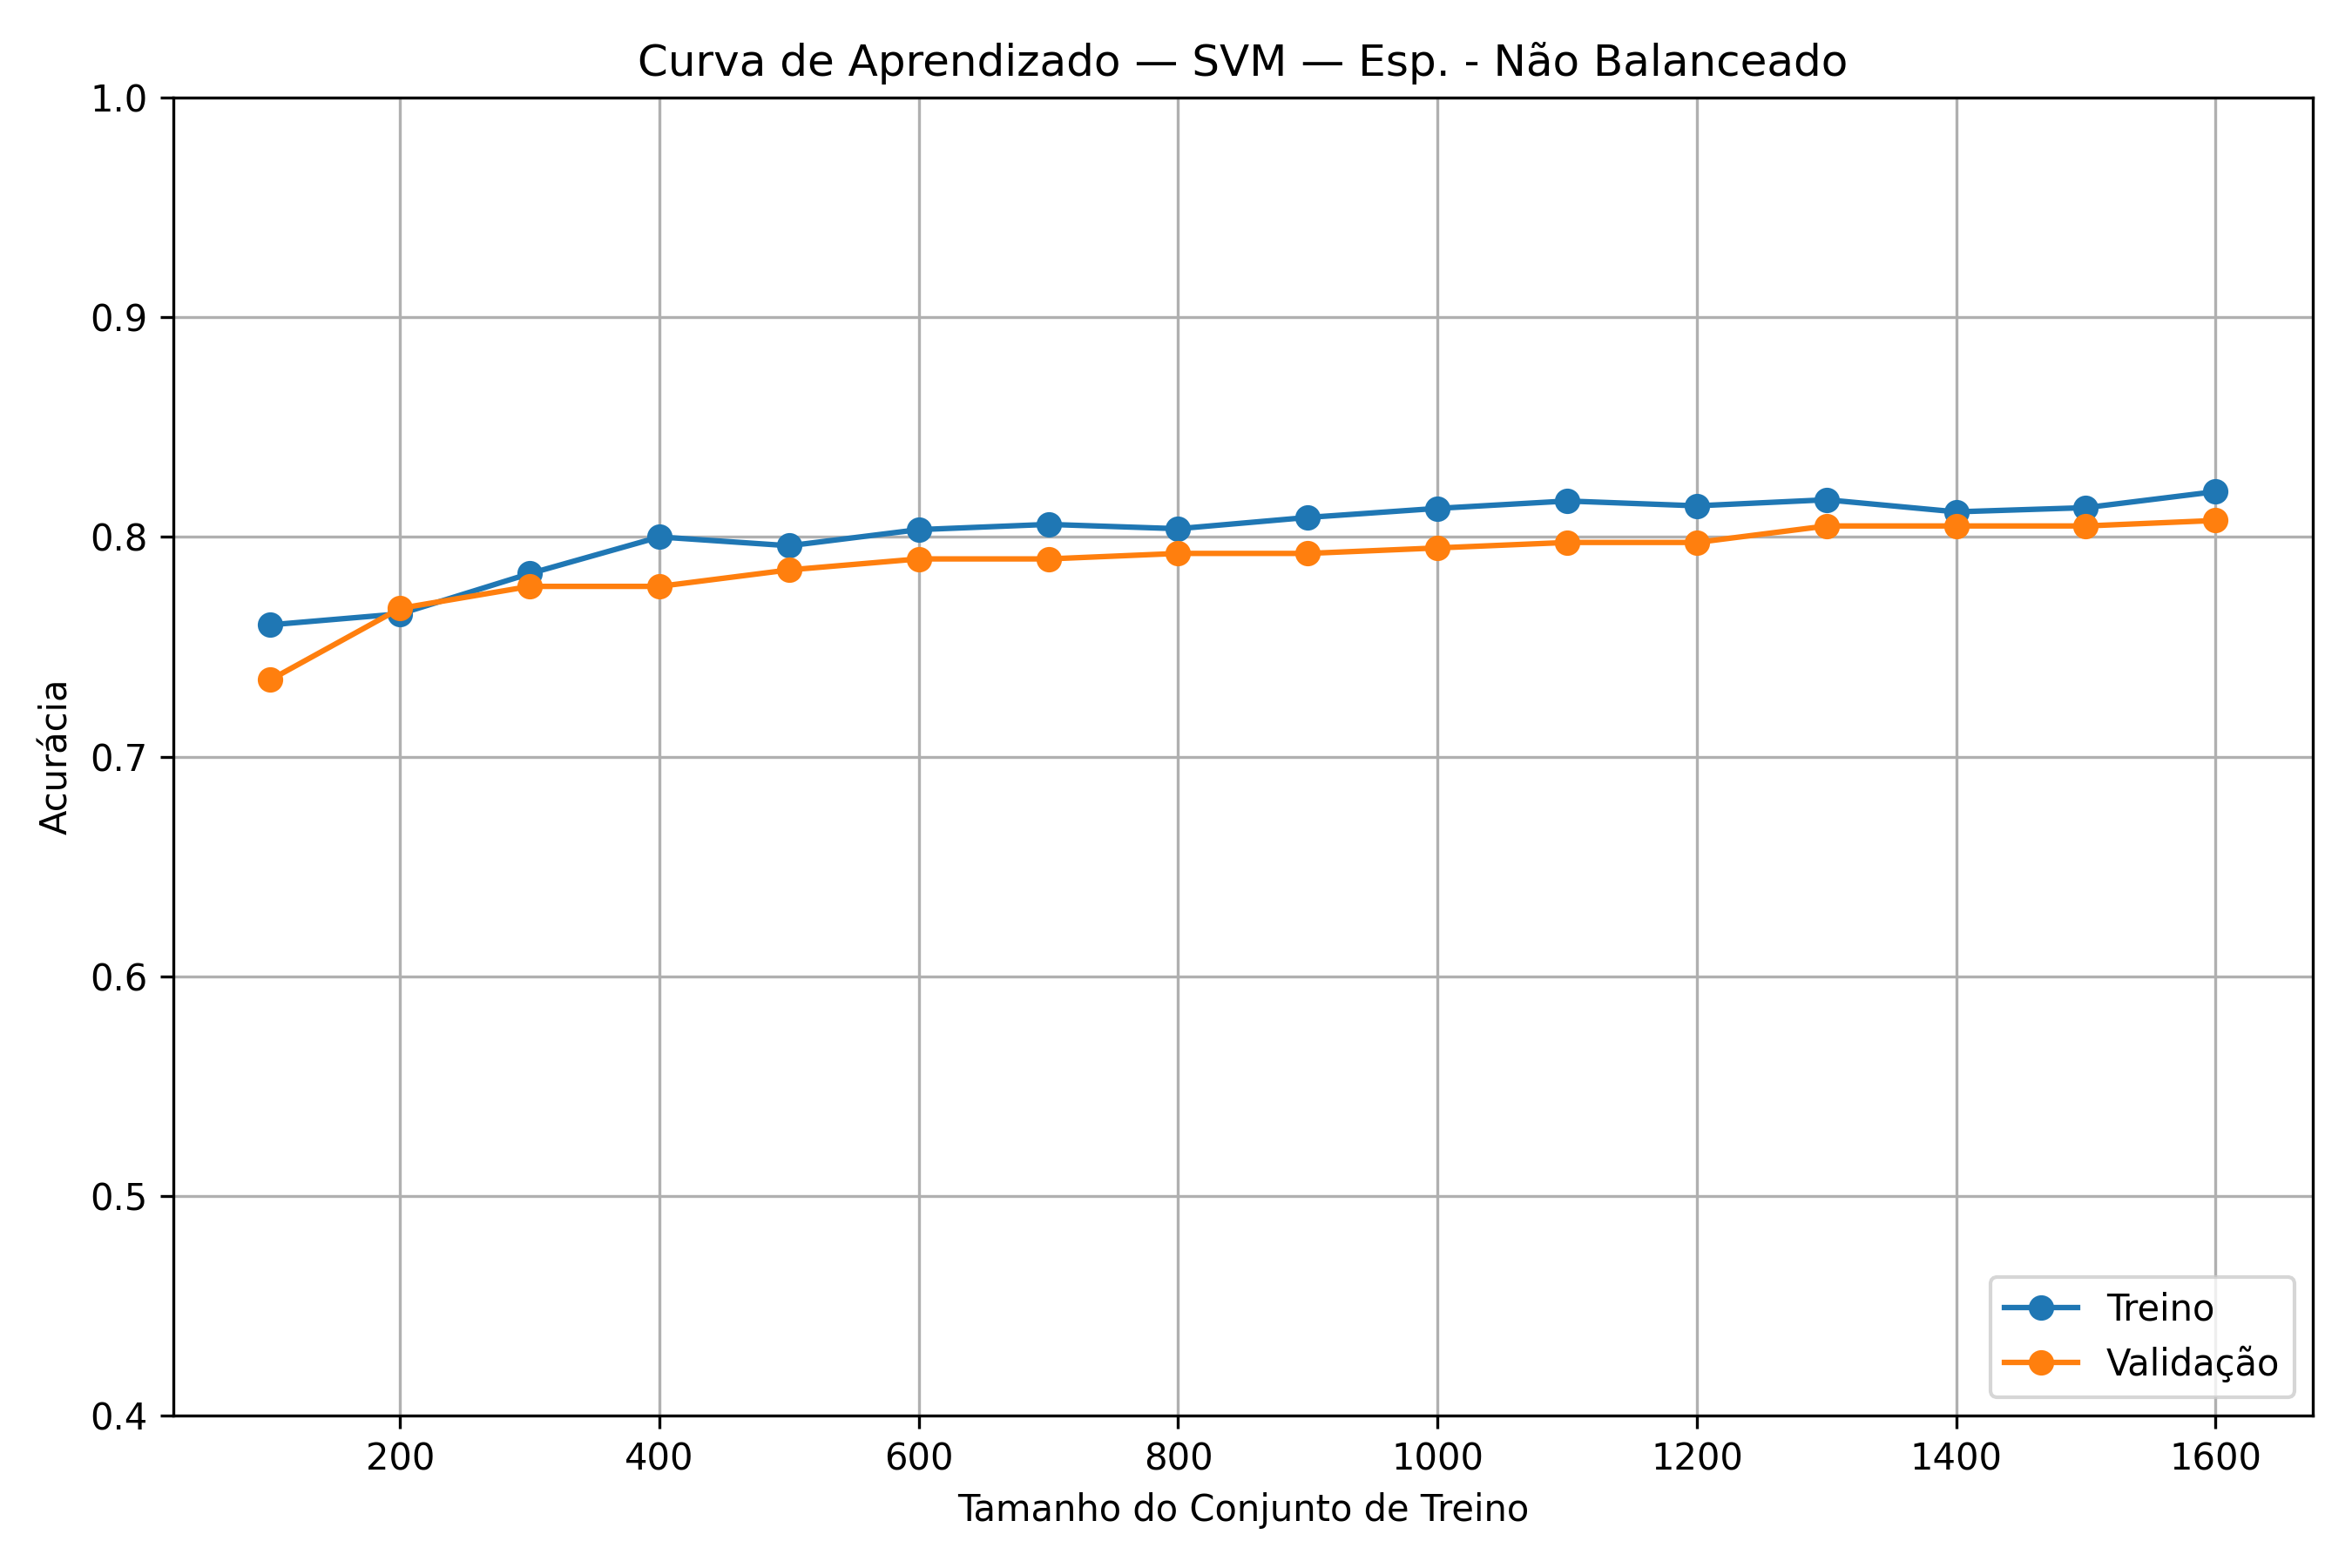 Curva de Aprendizado — SVM — Esp. - Não Balanceado
1.0
0.9
0.8
0.7
0.6
0.5
0.4
Acurácia
200 400 600 800 1000 1200 1400 1600
Tamanho do Conjunto de Treino
Treino
Validação